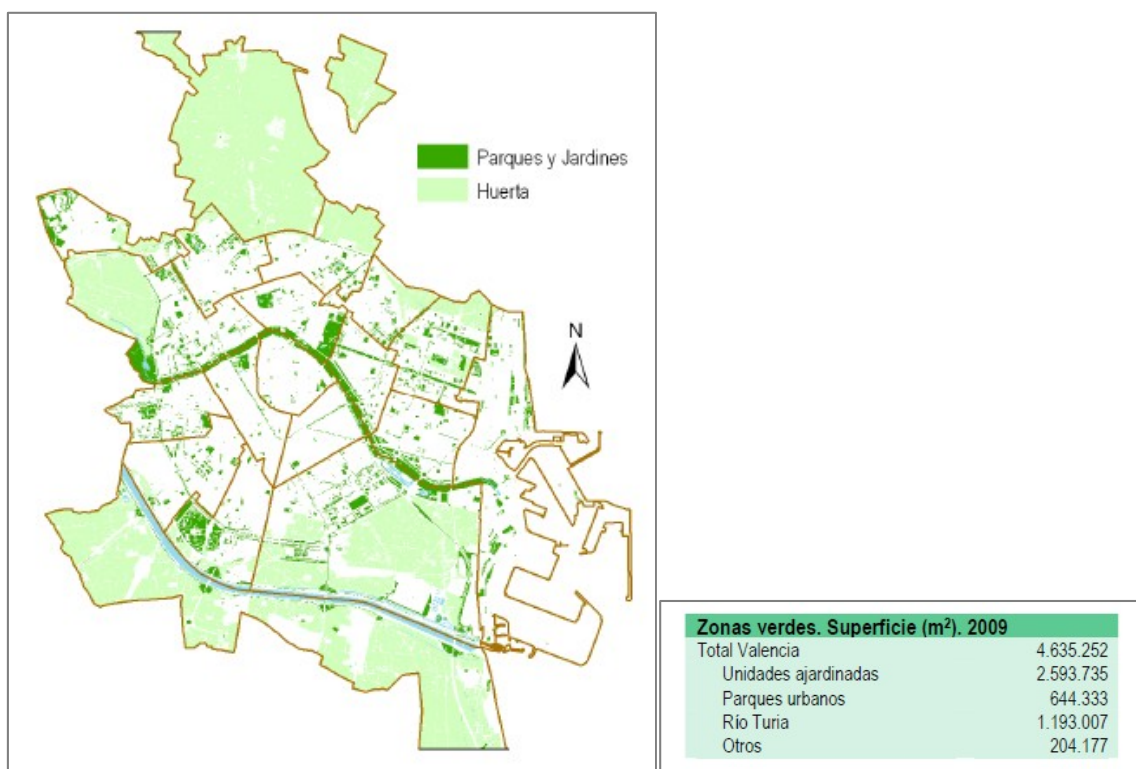 Parques y Jardines
Huerta
N
Zonas verdes. Superficie (m²). 2009
Total Valencia 4.635.252
Unidades ajardinadas 2.593.735
Parques urbanos 644.333
Río Turia 1.193.007
Otros 204.177